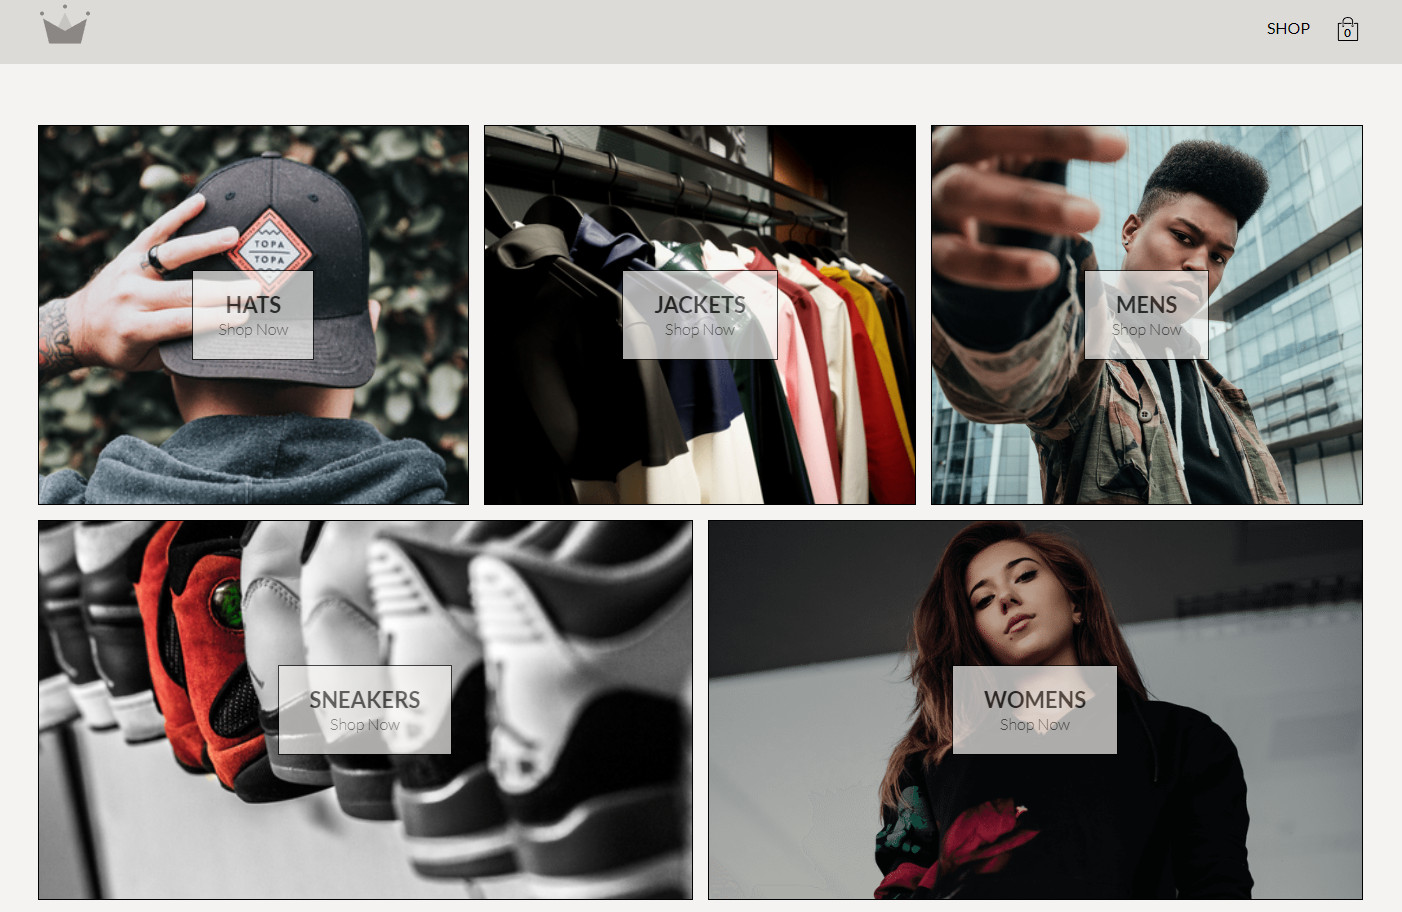 SHOP
0
TOPA
TOPA
HATS
Shop Now
JACKETS
Shop Now
MENS
Shop Now
SNEAKERS
Shop Now
WOMENS
Shop Now